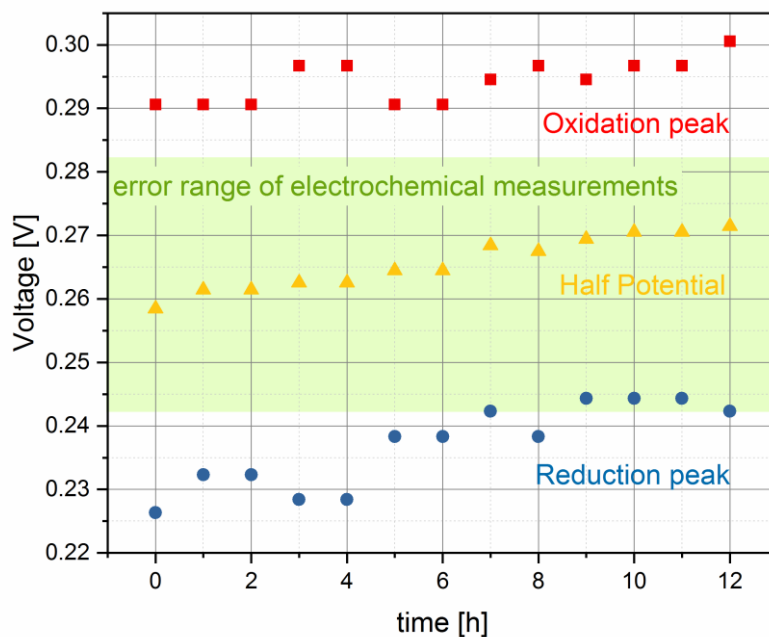 0.30
0.29
Oxidation peak
0.28
error range of electrochemical measurements
0.27
Voltage [V]
Half Potential
0.26
0.25
0.24
Reduction peak
0.23
0.22
0 2 4 6 8 10 12
time [h]